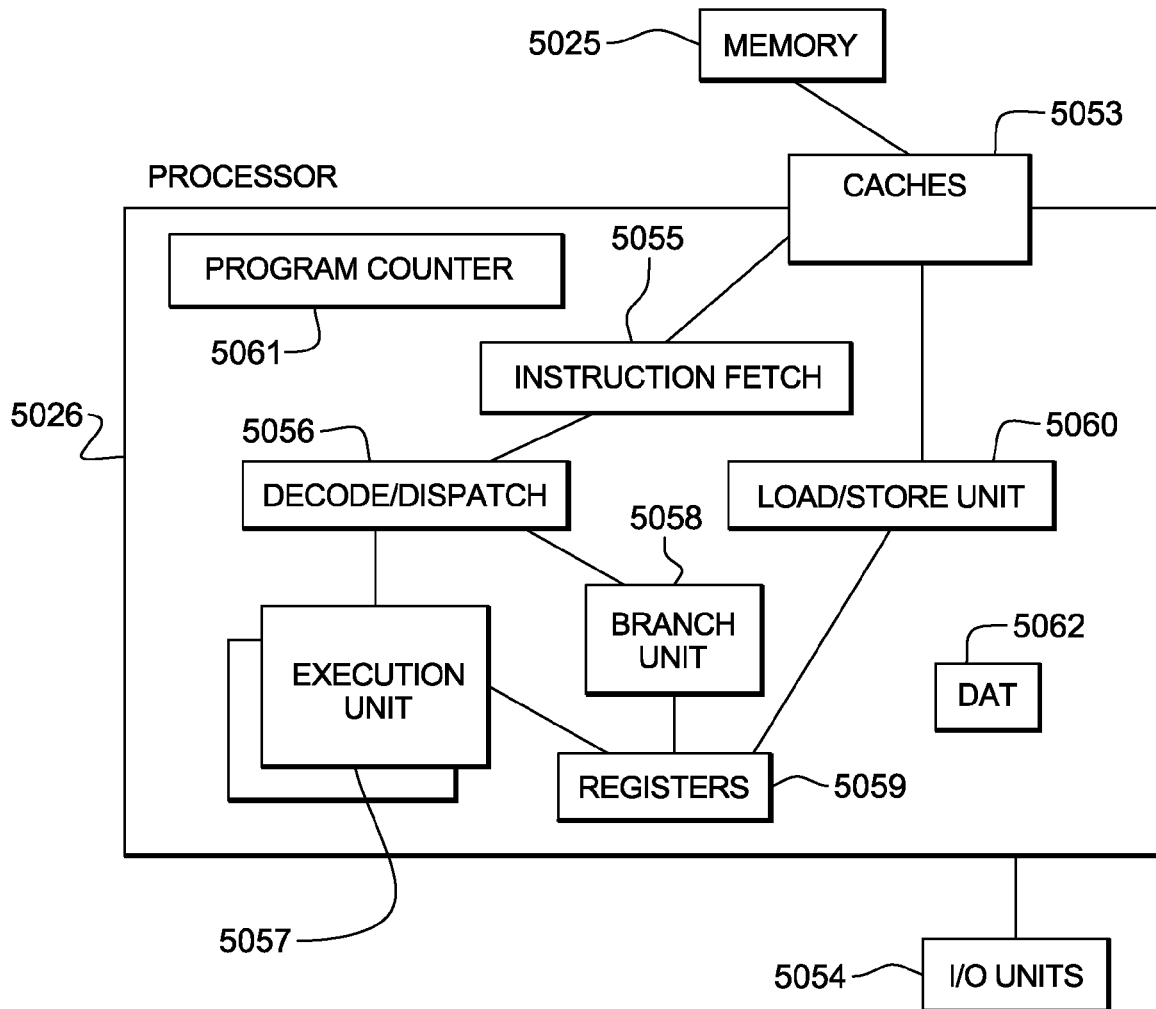 5025
MEMORY
5053
PROCESSOR
CACHES
5055
PROGRAM COUNTER
5061
INSTRUCTION FETCH
5026
5056
5060
DECODE/DISPATCH
LOAD/STORE UNIT
5058
BRANCH
UNIT
5062
EXECUTION
UNIT
DAT
REGISTERS
5059
5057
5054
I/O UNITS